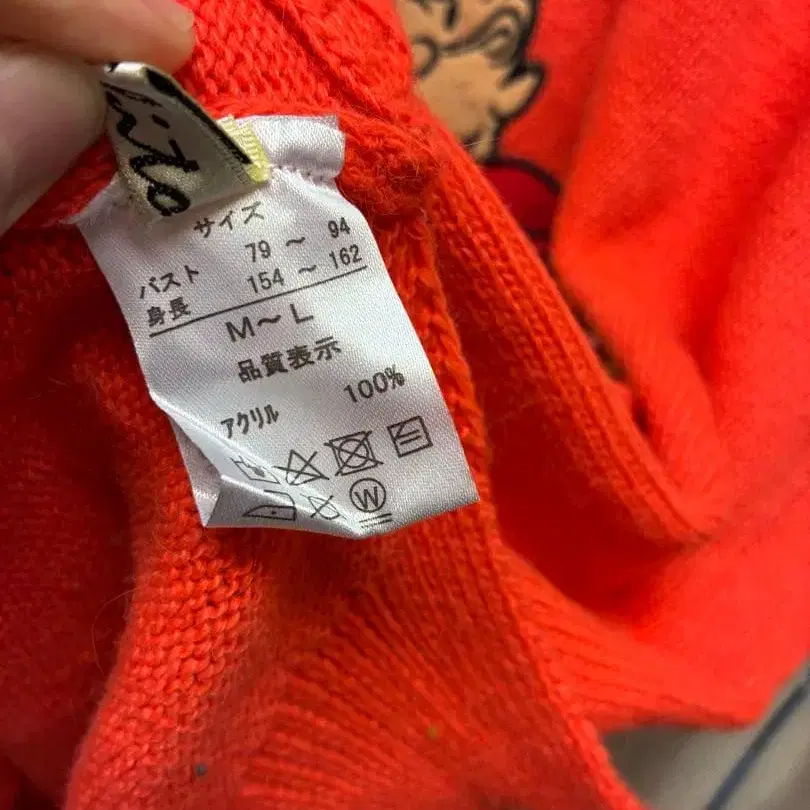 サイズ
バスト 79 ～ 94
身長 154 ～ 162
M～L
品質表示
アクリル 100%
W